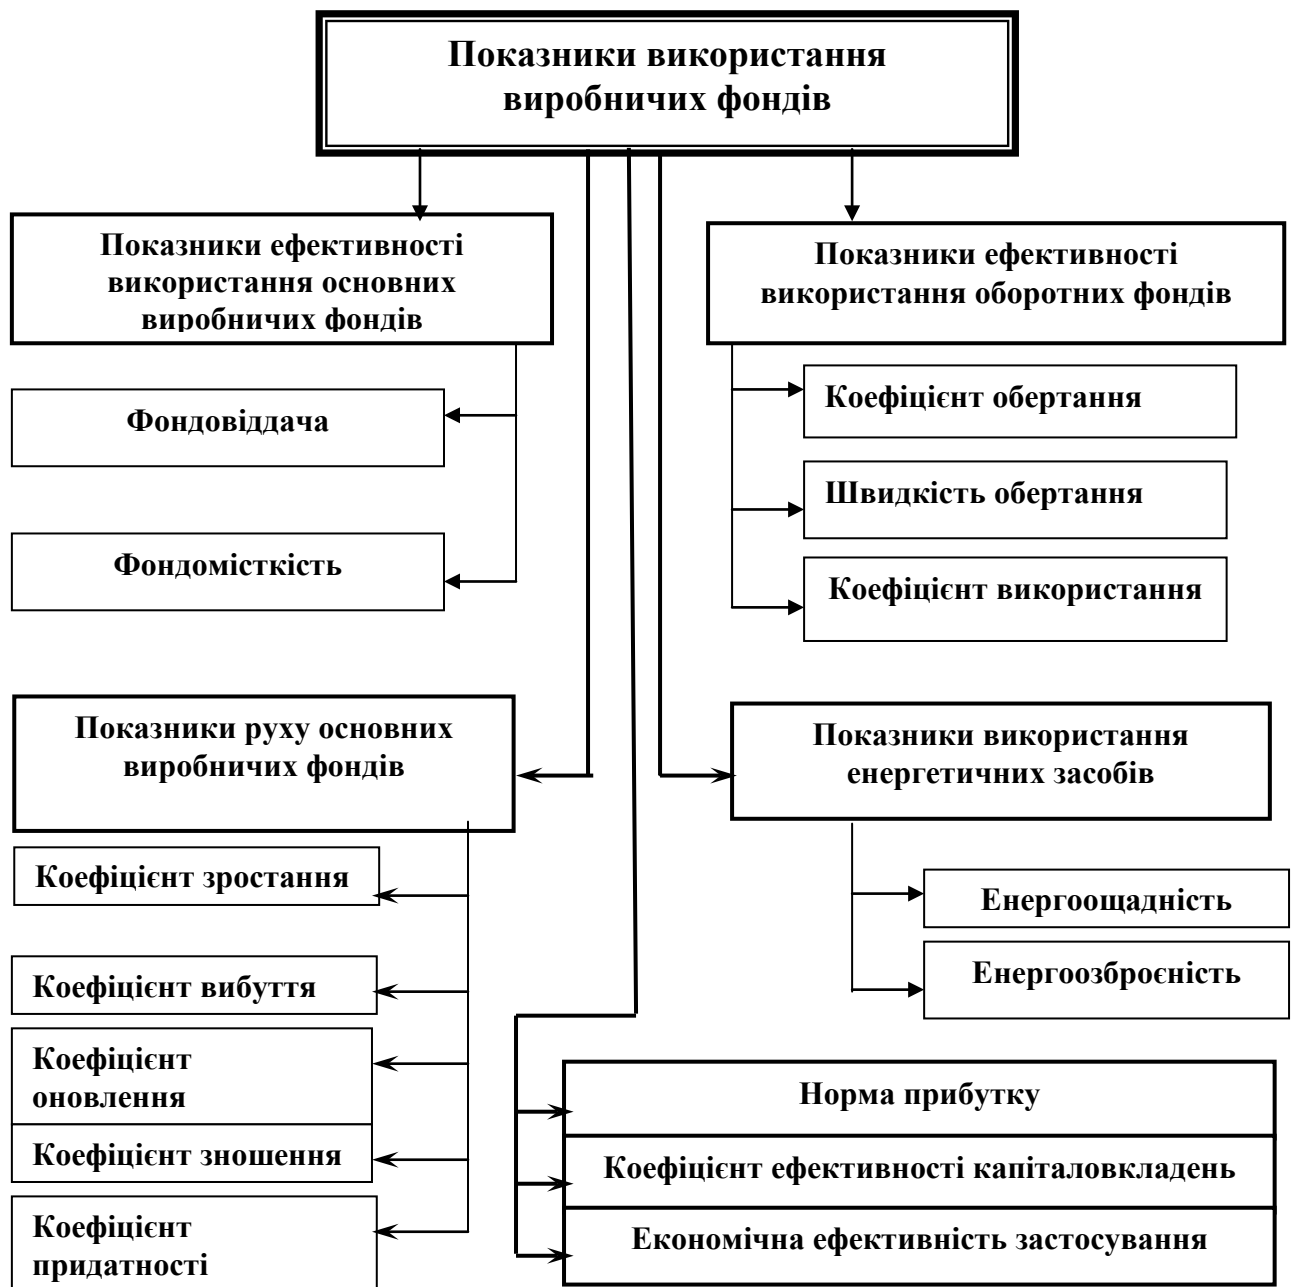 Показники використання
виробничих фондів
Показники ефективності
використання основних
виробничих фондів
Фондовіддача
Фондомісткість
Показники ефективності
використання оборотних фондів
Коефіцієнт обертання
Швидкість обертання
Коефіцієнт використання
Показники руху основних
виробничих фондів
Коефіцієнт зростання
Коефіцієнт вибуття
Коефіцієнт
оновлення
Коефіцієнт зношення
Коефіцієнт
придатності
Показники використання
енергетичних засобів
Енергоощадність
Енергоозброєність
Норма прибутку
Коефіцієнт ефективності капіталовкладень
Економічна ефективність застосування